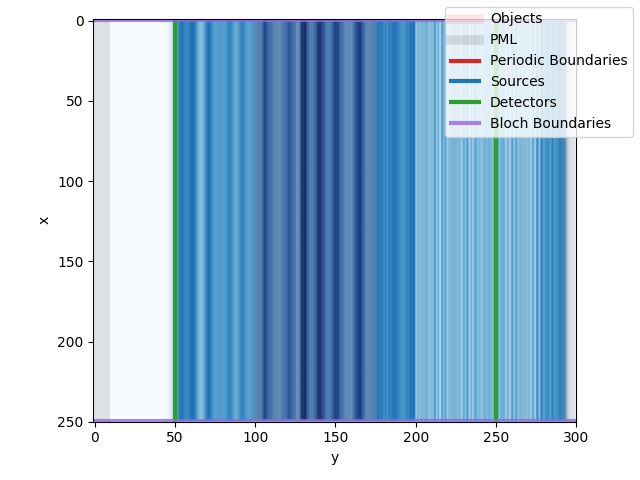 Objects
PML
Periodic Boundaries
Sources
Detectors
Bloch Boundaries
0
50
100
150
200
250
x
0 50 100 150 200 250 300
y